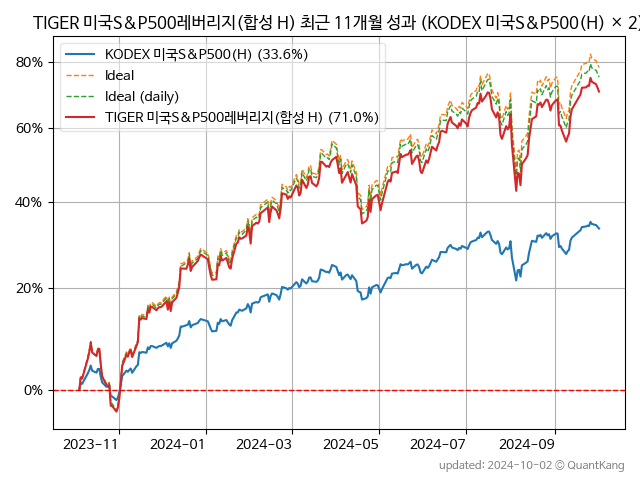 TIGER 미국S&P500레버리지(합성 H) 최근 11개월 성과 (KODEX 미국S&P500(H) × 2)
KODEX 미국S&P500(H) (33.6%)
Ideal
Ideal (daily)
TIGER 미국S&P500레버리지(합성 H) (71.0%)
80%
60%
40%
20%
0%
2023-11
2024-01
2024-03
2024-05
2024-07
2024-09
updated: 2024-10-02 © QuantKang